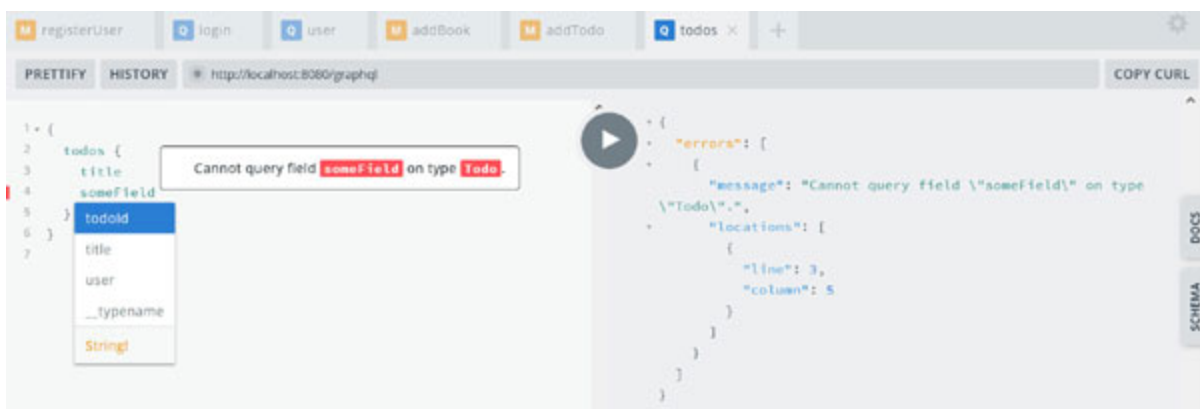 M registerUser Q login Q user M addBook M addTodo Q todos × +
PRETTIFY HISTORY http://localhost:8080/graphql COPY CURL
1 {
2 todos {
3 title
4 someField
5 }
6 }
7
Cannot query field someField on type Todo.
todoId
title
user
__typename
String!
{
"errors": [
{
"message": "Cannot query field \"someField\" on type
\"Todo\".",
"locations": [
{
"line": 3,
"column": 5
}
]
}
]
}
DOCS
SCHEMA